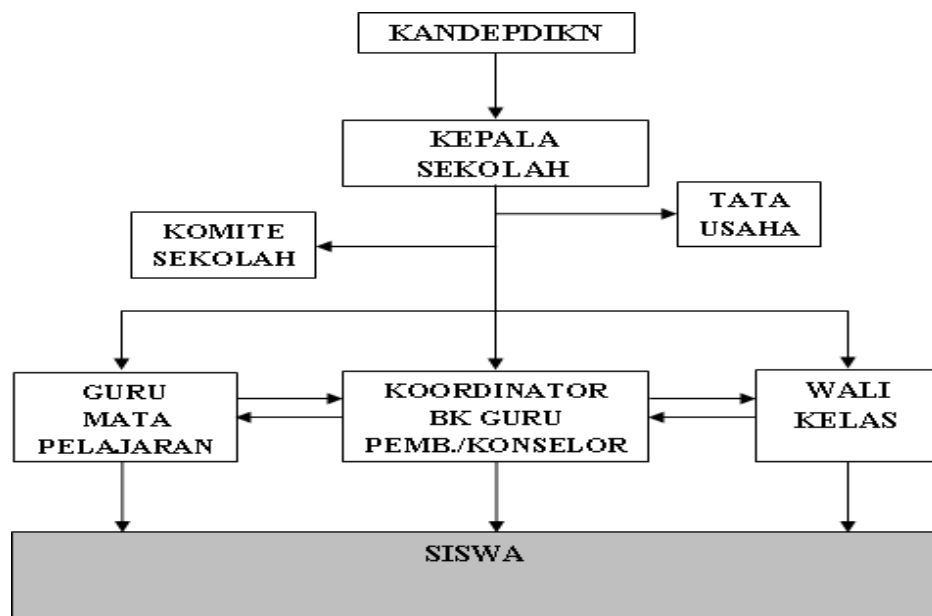 KANDEPDIKN
KEPALA
SEKOLAH
TATA
USAHA
KOMITE
SEKOLAH
GURU
MATA
PELAJARAN
KOORDINATOR
BK GURU
PEMB./KONSELOR
WALI
KELAS
SISWA